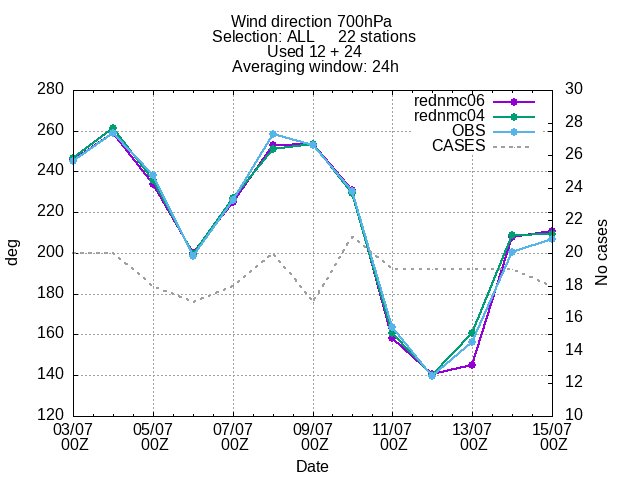 Wind direction 700hPa
Selection: ALL 22 stations
Used 12 + 24
Averaging window: 24h
rednmc06
rednmc04
OBS
CASES
deg
280
260
240
220
200
180
160
140
120
No cases
30
28
26
24
22
20
18
16
14
12
10
03/07 05/07 07/07 09/07 11/07 13/07 15/07
00Z 00Z 00Z 00Z 00Z 00Z 00Z
Date